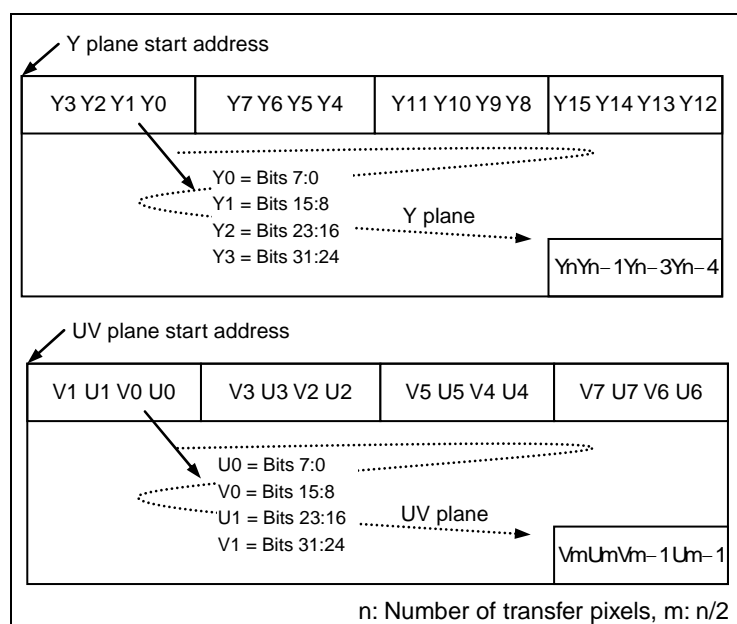 Y plane start address
Y3 Y2 Y1 Y0 Y7 Y6 Y5 Y4 Y11 Y10 Y9 Y8 Y15 Y14 Y13 Y12
Y0 = Bits 7:0
Y1 = Bits 15:8
Y2 = Bits 23:16
Y3 = Bits 31:24
Y plane
YnYn−1Yn−3Yn−4
UV plane start address
V1 U1 V0 U0 V3 U3 V2 U2 V5 U5 V4 U4 V7 U7 V6 U6
U0 = Bits 7:0
V0 = Bits 15:8
U1 = Bits 23:16
V1 = Bits 31:24
UV plane
VmUmVm−1Um−1
n: Number of transfer pixels, m: n/2